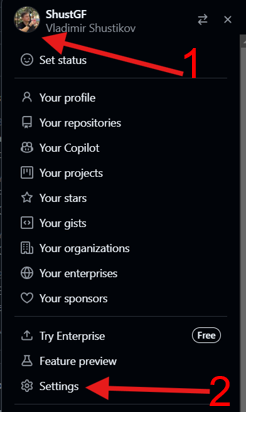 ShustGF
Vladimir Shustikov
1
Set status
Your profile
Your repositories
Your Copilot
Your projects
Your stars
Your gists
Your organizations
Your enterprises
Your sponsors
Try Enterprise Free
Feature preview
Settings 2